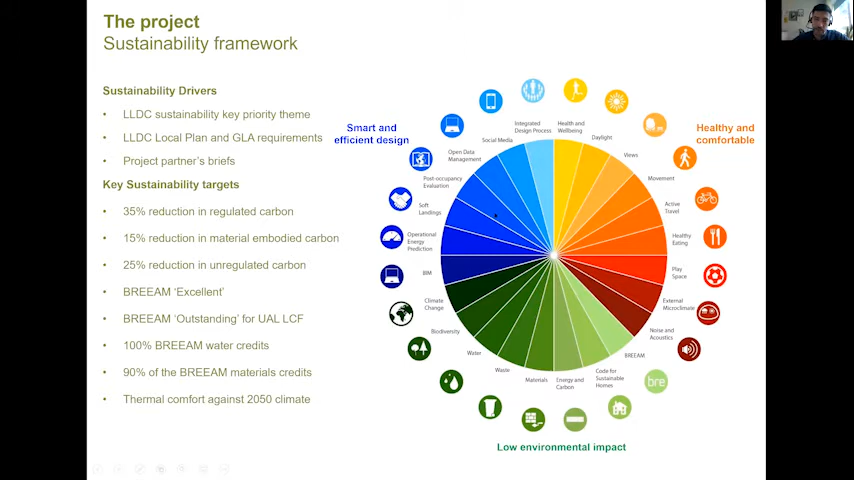 The project
Sustainability framework
Sustainability Drivers
• LLDC sustainability key priority theme
• LLDC Local Plan and GLA requirements
• Project partner's briefs
Key Sustainability targets
• 35% reduction in regulated carbon
• 15% reduction in material embodied carbon
• 25% reduction in unregulated carbon
• BREEAM 'Excellent'
• BREEAM 'Outstanding' for UAL LCF
• 100% BREEAM water credits
• 90% of the BREEAM materials credits
• Thermal comfort against 2050 climate
Smart and
efficient design
Healthy and
comfortable
Low environmental impact
Integrated
Design Process
Health and
Wellbeing
Daylight
Views
Movement
Active
Travel
Healthy
Eating
Play
Space
External
Microclimate
Noise and
Acoustics
BREEAM
bre
Code for
Sustainable
Homes
Energy and
Carbon
Materials
Waste
Water
Biodiversity
Climate
Change
BIM
Operational
Energy
Prediction
Soft
Landings
Post-occupancy
Evaluation
Open Data
Management
Social Media